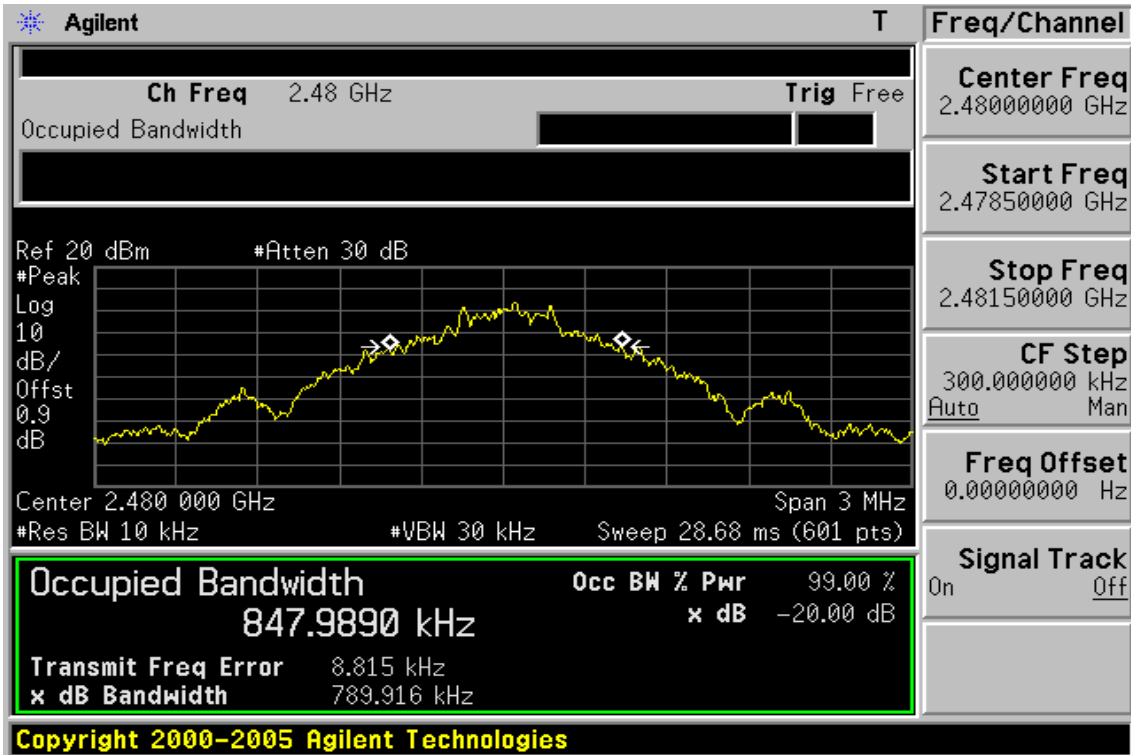 Agilent T
Ch Freq 2.48 GHz Trig Free
Occupied Bandwidth
Ref 20 dBm #Atten 30 dB
#Peak
Log
10
dB/
Offst
0.9
dB
Center 2.480 000 GHz Span 3 MHz
#Res BW 10 kHz #VBW 30 kHz Sweep 28.68 ms (601 pts)
Occupied Bandwidth
847.9890 kHz
Occ BW % Pwr 99.00 %
x dB -20.00 dB
Transmit Freq Error 8.815 kHz
x dB Bandwidth 789.916 kHz
Copyright 2000-2005 Agilent Technologies
Freq/Channel
Center Freq
2.48000000 GHz
Start Freq
2.47850000 GHz
Stop Freq
2.48150000 GHz
CF Step
300.000000 kHz
Auto Man
Freq Offset
0.00000000 Hz
Signal Track
On Off